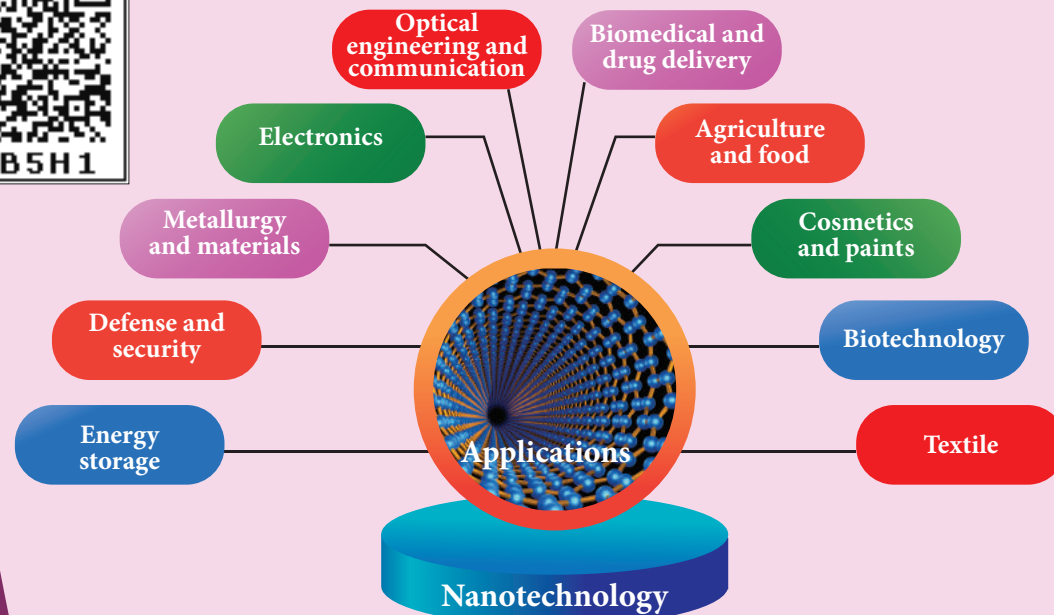 B5H1
Optical
engineering and
communication
Biomedical and
drug delivery
Electronics
Agriculture
and food
Metallurgy
and materials
Cosmetics
and paints
Defense and
security
Biotechnology
Energy
storage
Textile
Applications
Nanotechnology